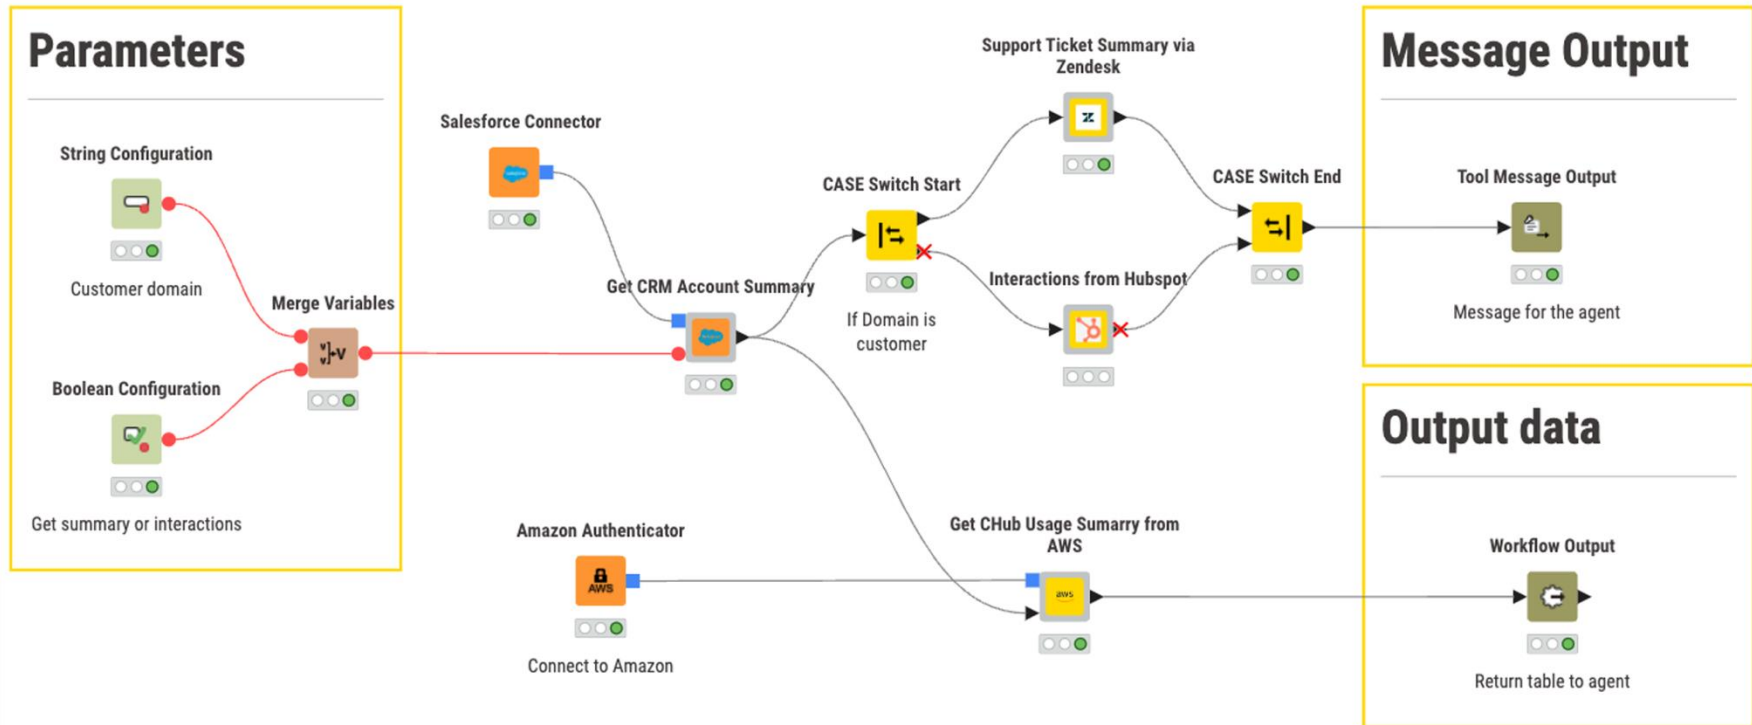 Parameters
String Configuration
Customer domain
Merge Variables
Boolean Configuration
Get summary or interactions
Salesforce Connector
Get CRM Account Summary
CASE Switch Start
If Domain is
customer
Support Ticket Summary via
Zendesk
Interactions from Hubspot
CASE Switch End
Amazon Authenticator
AWS
Connect to Amazon
Get CHub Usage Sumarry from
AWS
aws
Message Output
Tool Message Output
Message for the agent
Output data
Workflow Output
Return table to agent